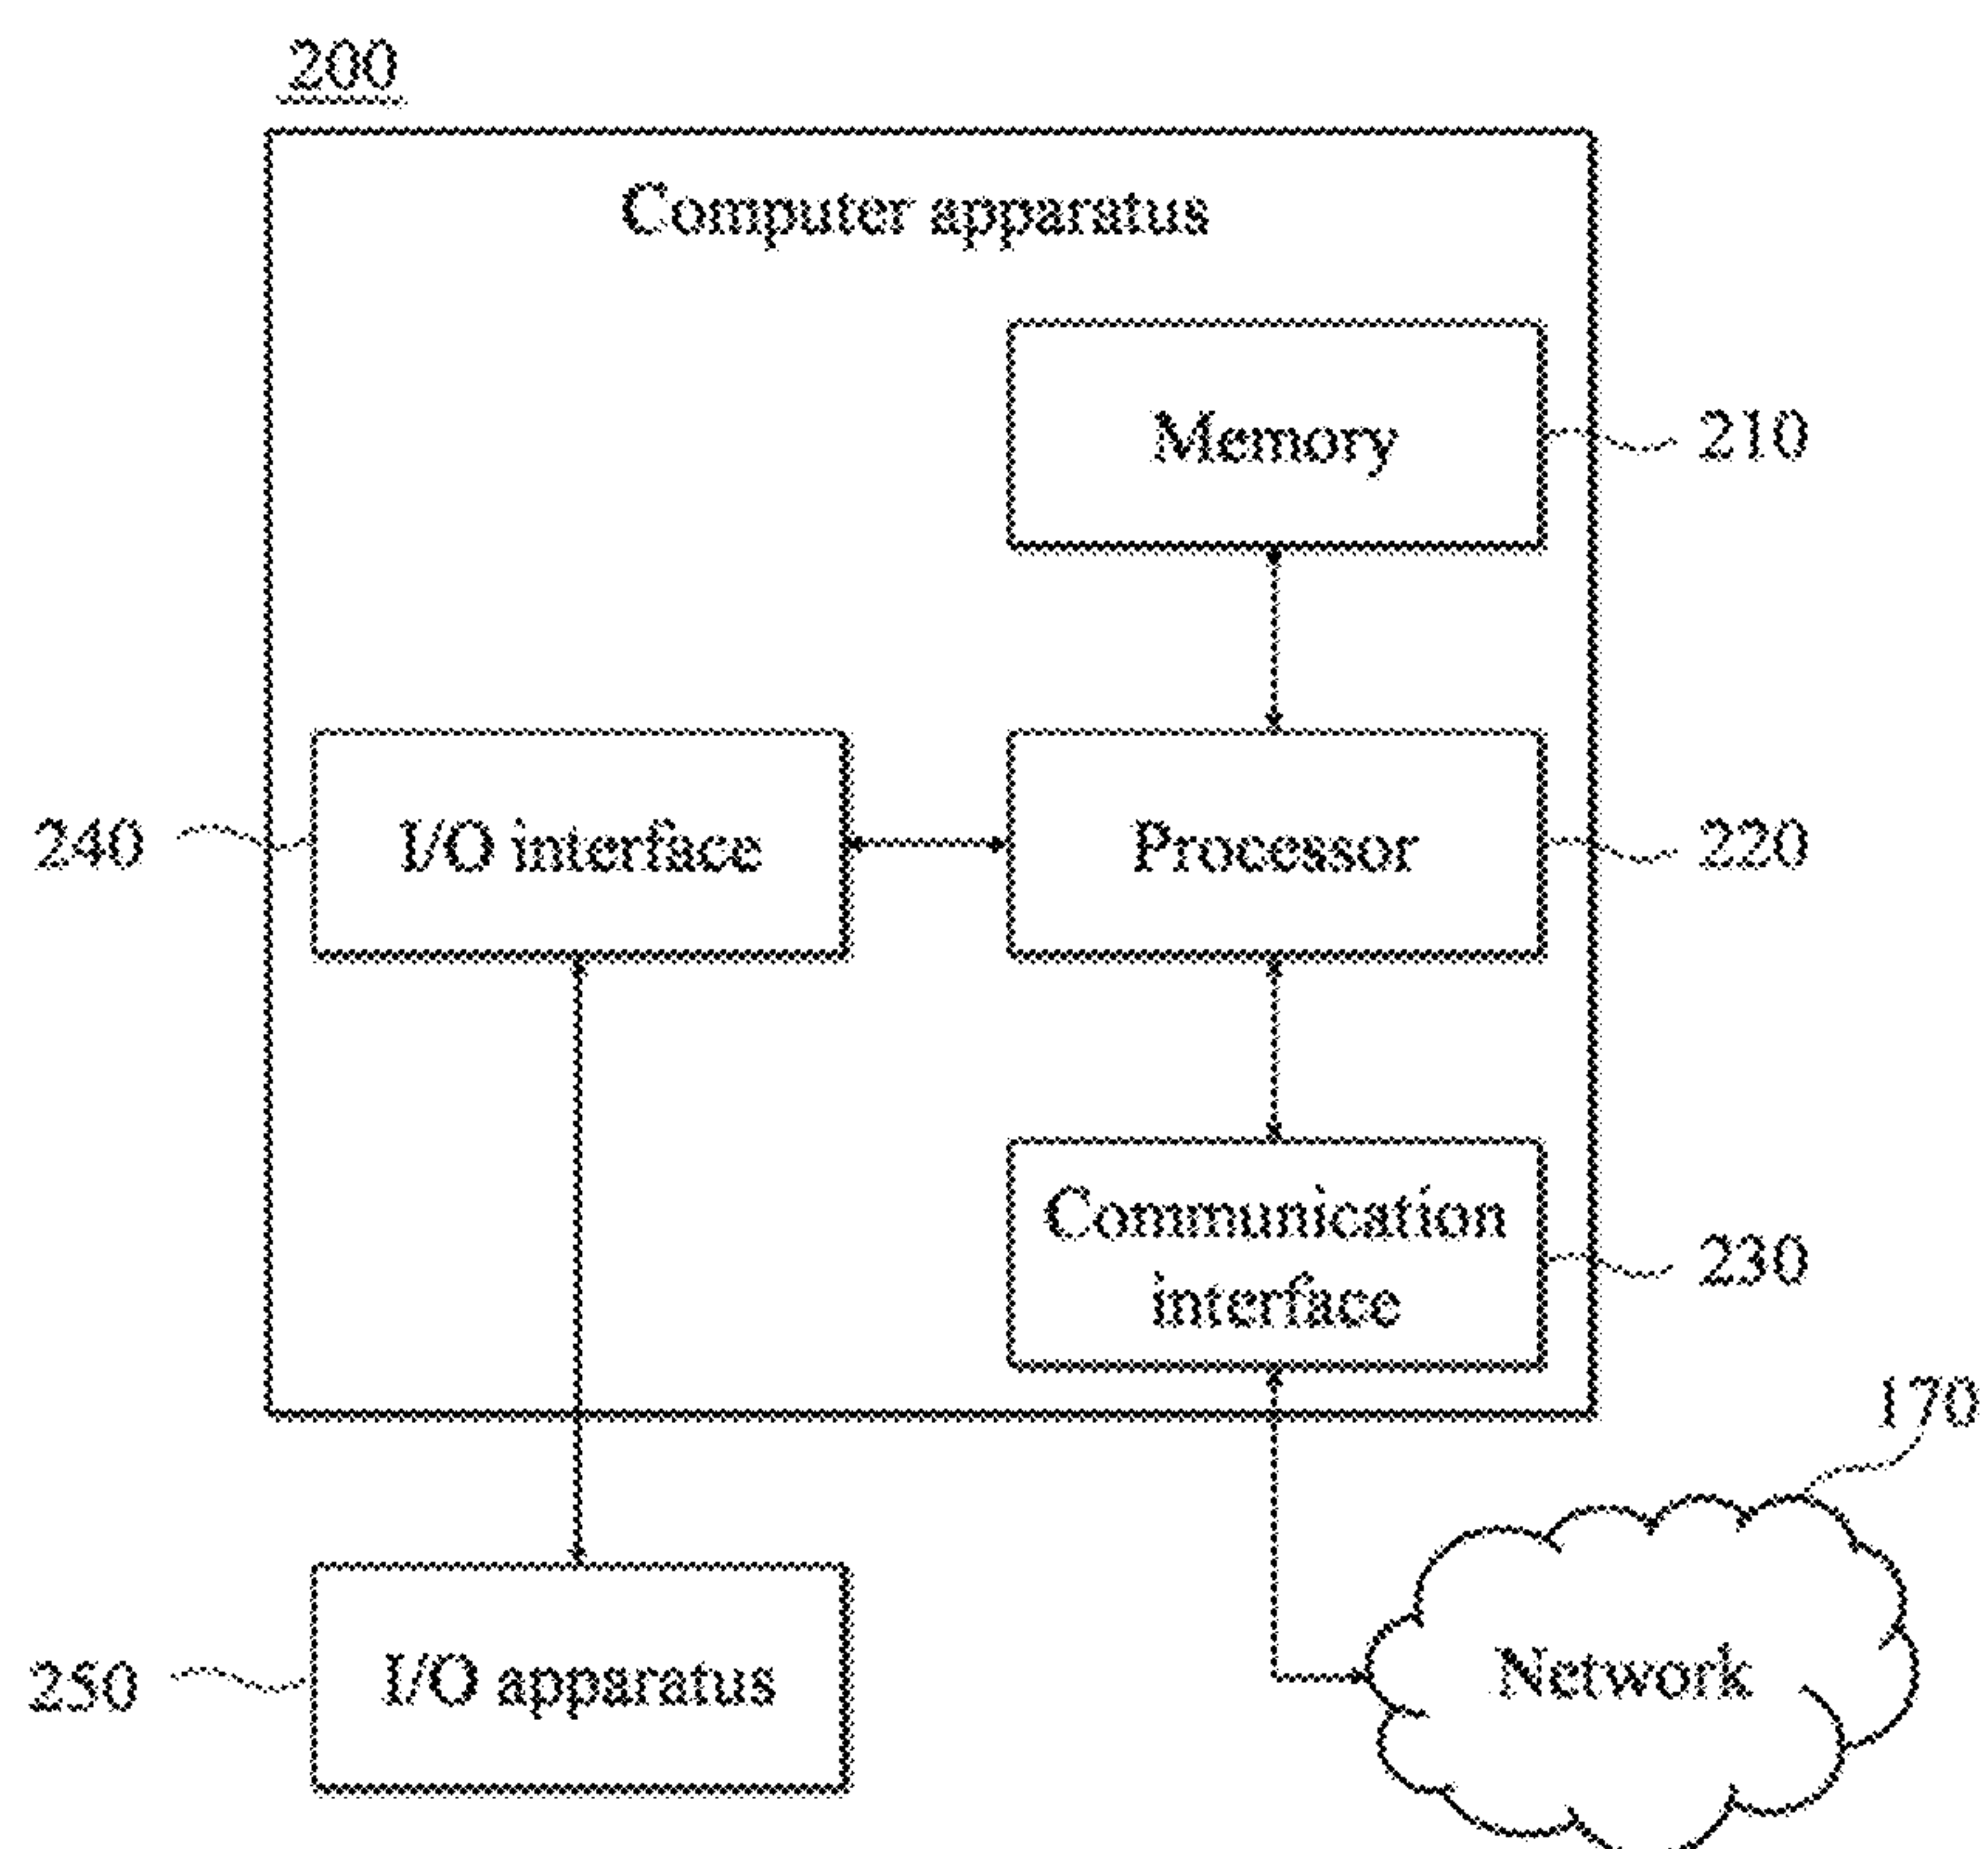 200
Computer apparatus
Memory
210
240
I/O interface
Processor
220
Communication
interface
230
170
250
I/O apparatus
Network